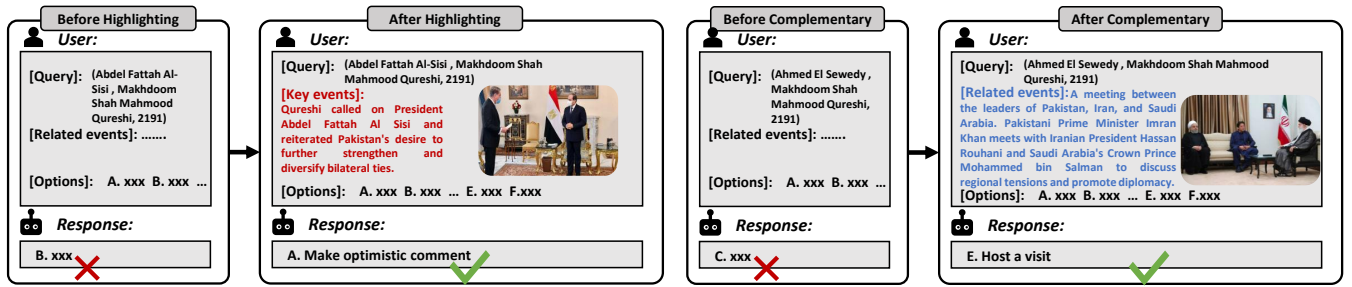 Before Highlighting
User:
[Query]: (Abdel Fattah Al-
Sisi , Makhdoom
Shah Mahmood
Qureshi, 2191)
[Related events]: …….
[Options]: A. xxx B. xxx …
Response:
B. xxx
After Highlighting
User:
[Query]: (Abdel Fattah Al-Sisi , Makhdoom Shah
Mahmood Qureshi, 2191)
[Key events]:
Qureshi called on President
Abdel Fattah Al Sisi and
reiterated Pakistan's desire to
further strengthen and
diversify bilateral ties.
[Options]: A. xxx B. xxx … E. xxx F.xxx
Response:
A. Make optimistic comment
Before Complementary
User:
[Query]: (Ahmed El Sewedy ,
Makhdoom Shah
Mahmood Qureshi,
2191)
[Related events]: …….
[Options]: A. xxx B. xxx …
Response:
C. xxx
After Complementary
User:
[Query]: (Ahmed El Sewedy , Makhdoom Shah Mahmood
Qureshi, 2191)
[Related events]: A meeting between
the leaders of Pakistan, Iran, and Saudi
Arabia. Pakistani Prime Minister Imran
Khan meets with Iranian President Hassan
Rouhani and Saudi Arabia's Crown Prince
Mohammed bin Salman to discuss
regional tensions and promote diplomacy.
[Options]: A. xxx B. xxx … E. xxx F.xxx
Response:
E. Host a visit